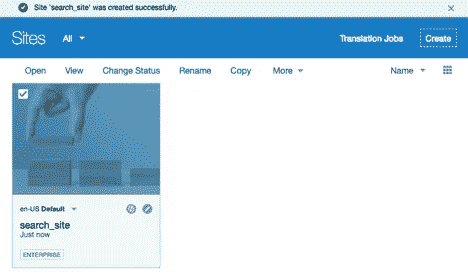 Site 'search_site' was created successfully.
Sites All Translation Jobs Create
Open View Change Status Rename Copy More Name
en-US Default
search_site
Just now
ENTERPRISE